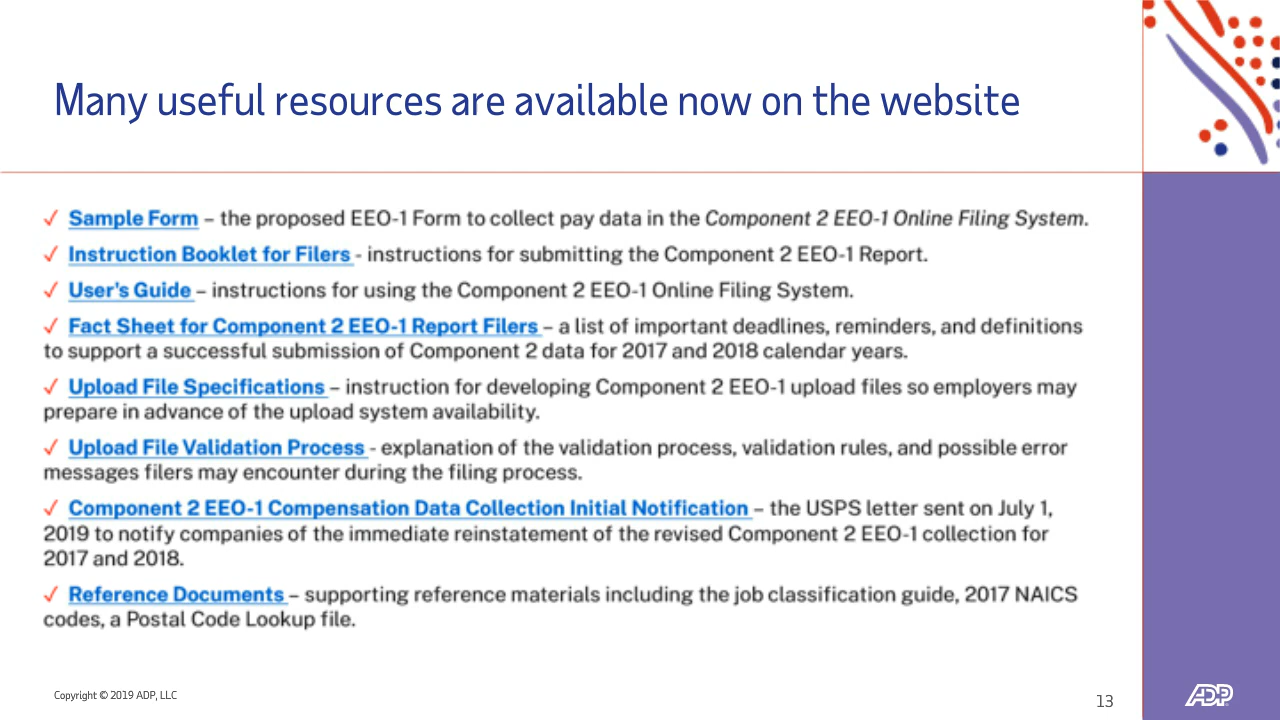 Many useful resources are available now on the website
✓ Sample Form – the proposed EEO-1 Form to collect pay data in the Component 2 EEO-1 Online Filing System.
✓ Instruction Booklet for Filers - instructions for submitting the Component 2 EEO-1 Report.
✓ User's Guide – instructions for using the Component 2 EEO-1 Online Filing System.
✓ Fact Sheet for Component 2 EEO-1 Report Filers – a list of important deadlines, reminders, and definitions
to support a successful submission of Component 2 data for 2017 and 2018 calendar years.
✓ Upload File Specifications – instruction for developing Component 2 EEO-1 upload files so employers may
prepare in advance of the upload system availability.
✓ Upload File Validation Process - explanation of the validation process, validation rules, and possible error
messages filers may encounter during the filing process.
✓ Component 2 EEO-1 Compensation Data Collection Initial Notification – the USPS letter sent on July 1,
2019 to notify companies of the immediate reinstatement of the revised Component 2 EEO-1 collection for
2017 and 2018.
✓ Reference Documents – supporting reference materials including the job classification guide, 2017 NAICS
codes, a Postal Code Lookup file.
Copyright © 2019 ADP, LLC
13
ADP